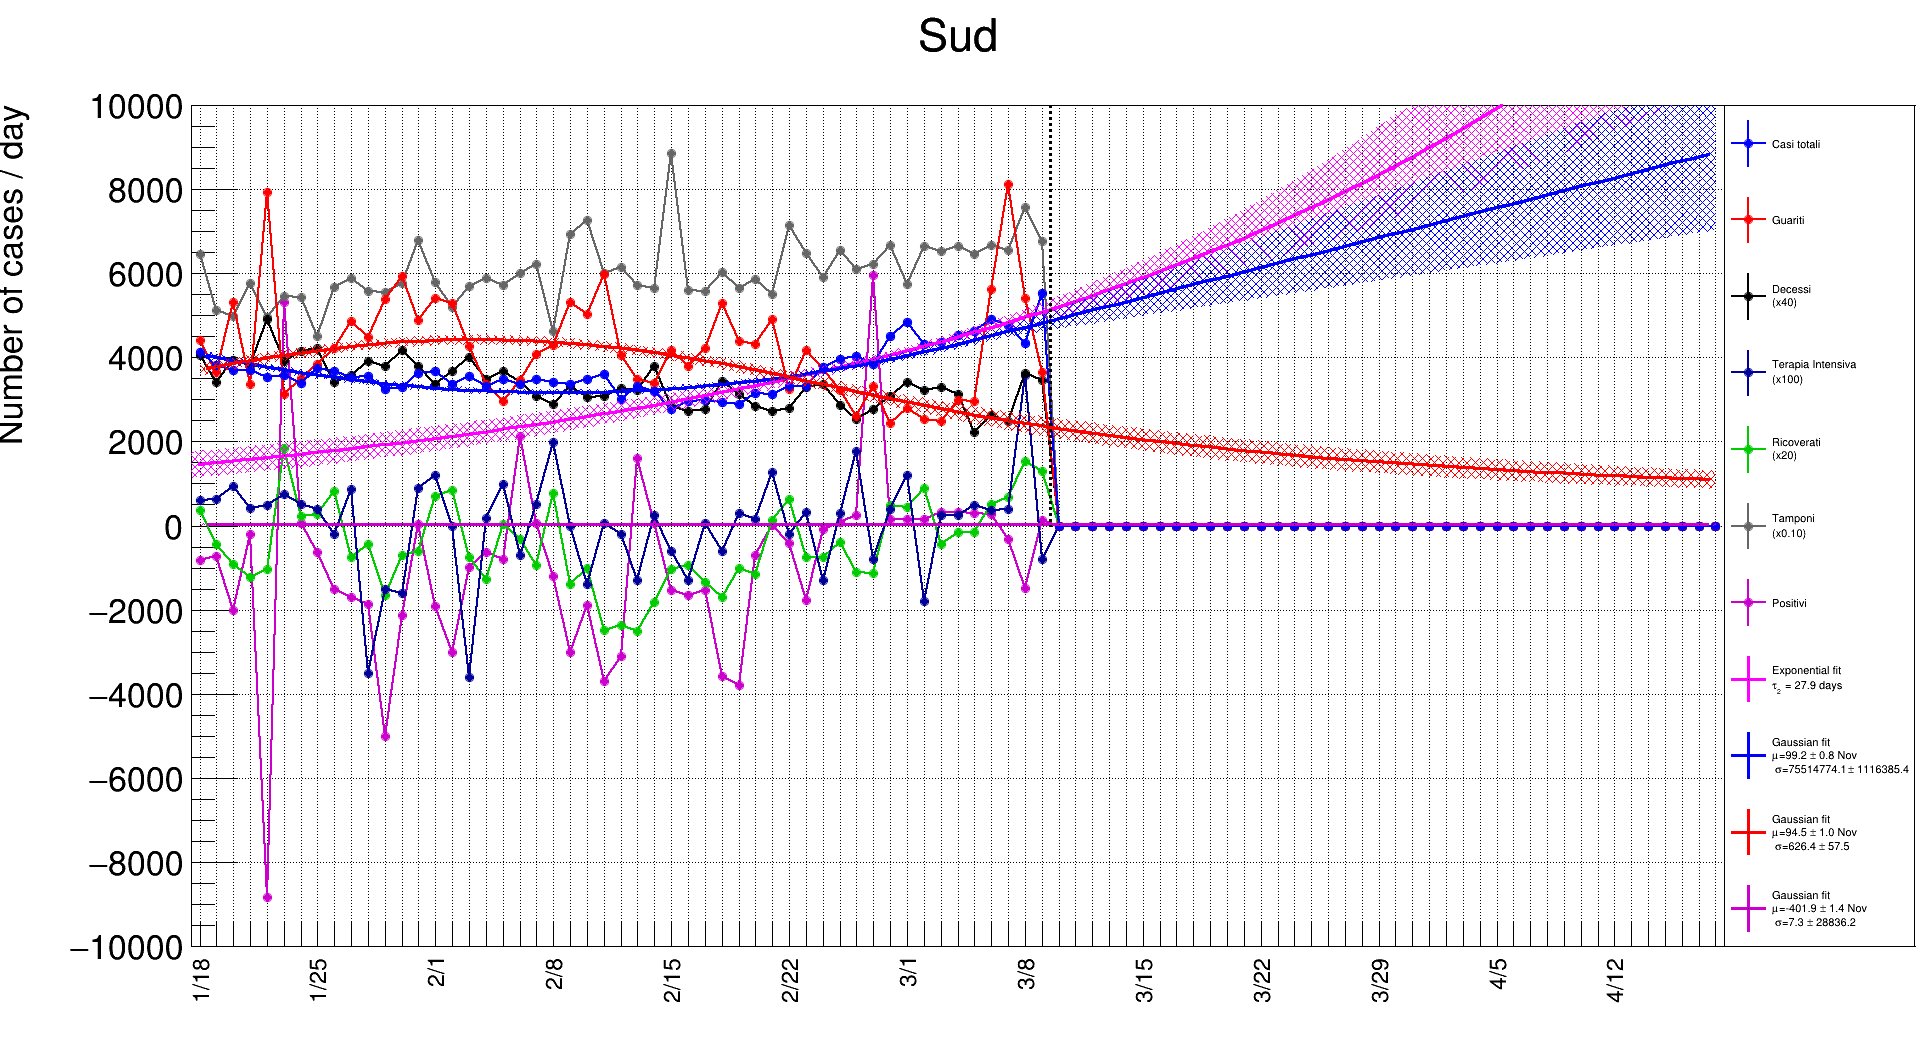 Sud
Number of cases / day
10000
8000
6000
4000
2000
0
−2000
−4000
−6000
−8000
−10000
1/18
1/25
2/1
2/8
2/15
2/22
3/1
3/8
3/15
3/22
3/29
4/5
4/12
Casi totali
Guariti
Decessi
(x40)
Terapia Intensiva
(x100)
Ricoverati
(x20)
Tamponi
(x0.10)
Positivi
Exponential fit
τ2 = 27.9 days
Gaussian fit
μ=99.2 ± 0.8 Nov
σ=75514774.1 ± 1116385.4
Gaussian fit
μ=94.5 ± 1.0 Nov
σ=626.4 ± 57.5
Gaussian fit
μ=-401.9 ± 1.4 Nov
σ=7.3 ± 28836.2